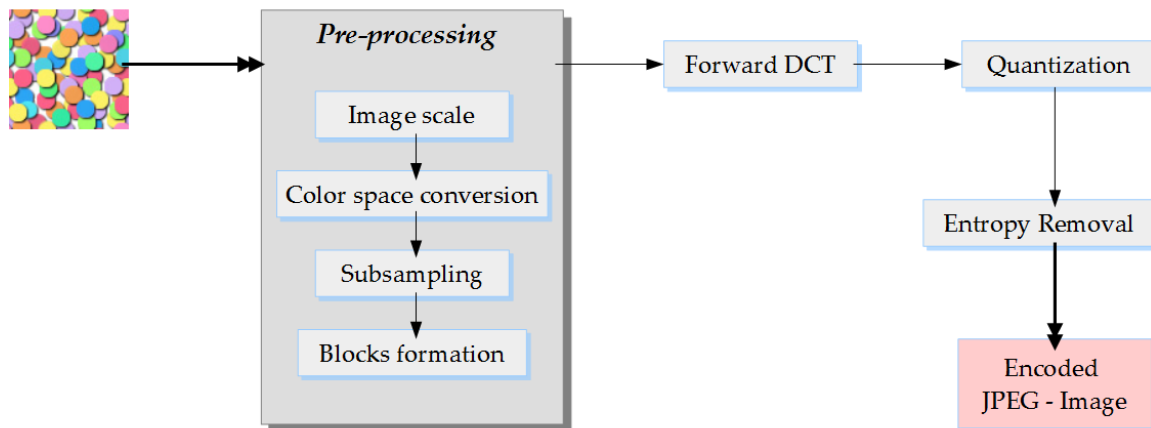 Pre-processing
Image scale
Color space conversion
Subsampling
Blocks formation
Forward DCT
Quantization
Entropy Removal
Encoded
JPEG - Image